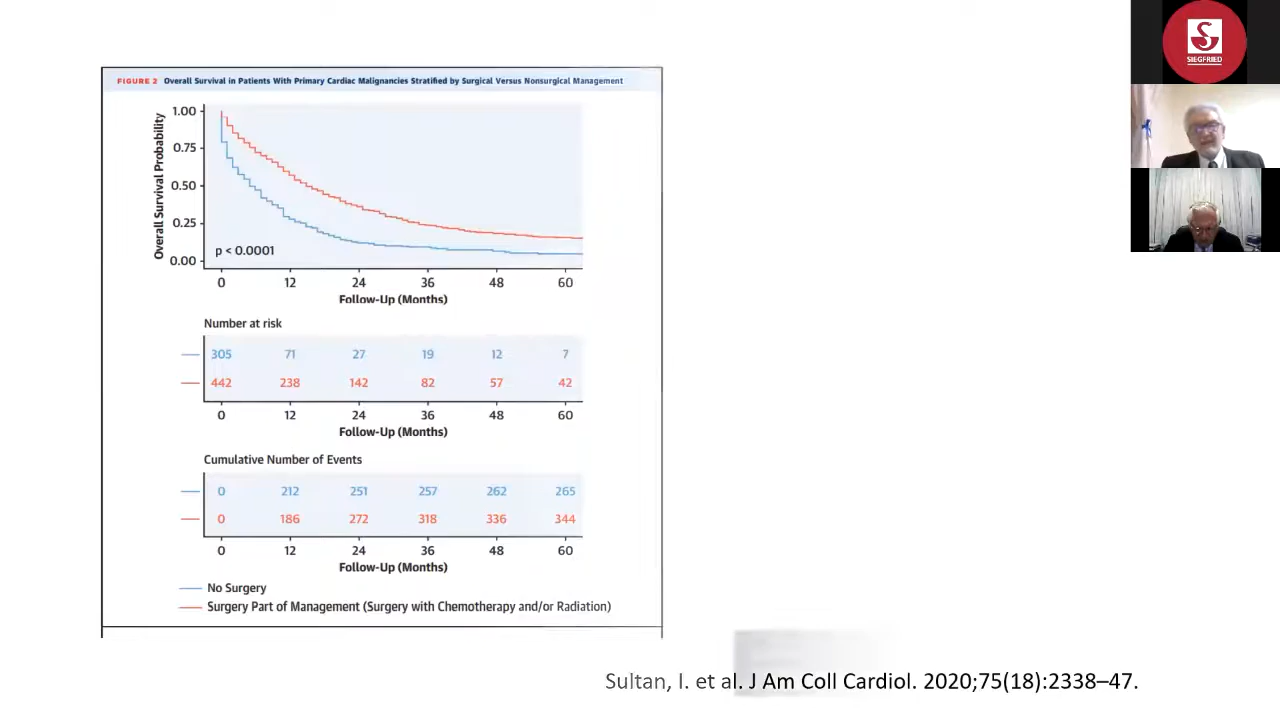 FIGURE 2 Overall Survival in Patients With Primary Cardiac Malignancies Stratified by Surgical Versus Nonsurgical Management
Overall Survival Probability
1.00
0.75
0.50
0.25
0.00
p < 0.0001
0 12 24 36 48 60
Follow-Up (Months)
Number at risk
305 71 27 19 12 7
442 238 142 82 57 42
0 12 24 36 48 60
Follow-Up (Months)
Cumulative Number of Events
0 212 251 257 262 265
0 186 272 318 336 344
0 12 24 36 48 60
Follow-Up (Months)
No Surgery
Surgery Part of Management (Surgery with Chemotherapy and/or Radiation)
Sultan, I. et al. J Am Coll Cardiol. 2020;75(18):2338–47.
SIEGFRIED